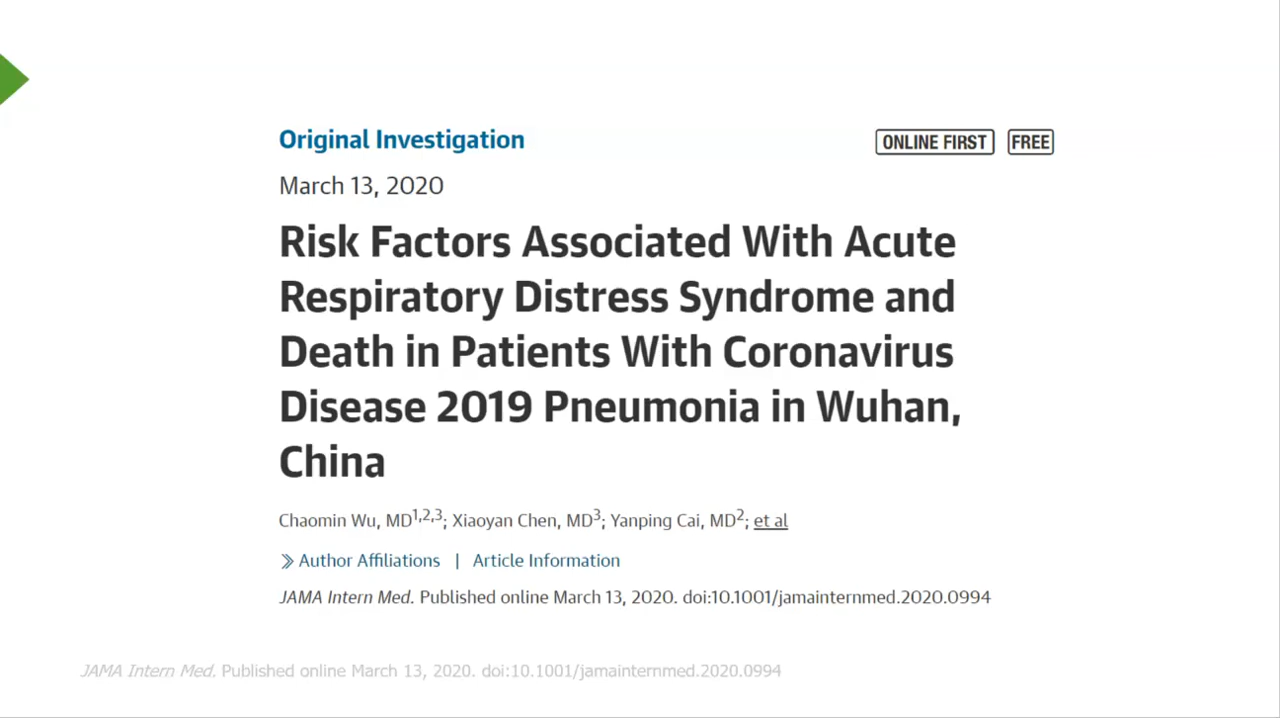 Original Investigation
ONLINE FIRST FREE
March 13, 2020
Risk Factors Associated With Acute
Respiratory Distress Syndrome and
Death in Patients With Coronavirus
Disease 2019 Pneumonia in Wuhan,
China
Chaomin Wu, MD1,2,3; Xiaoyan Chen, MD3; Yanping Cai, MD2; et al
Author Affiliations | Article Information
JAMA Intern Med. Published online March 13, 2020. doi:10.1001/jamainternmed.2020.0994
JAMA Intern Med. Published online March 13, 2020. doi:10.1001/jamainternmed.2020.0994